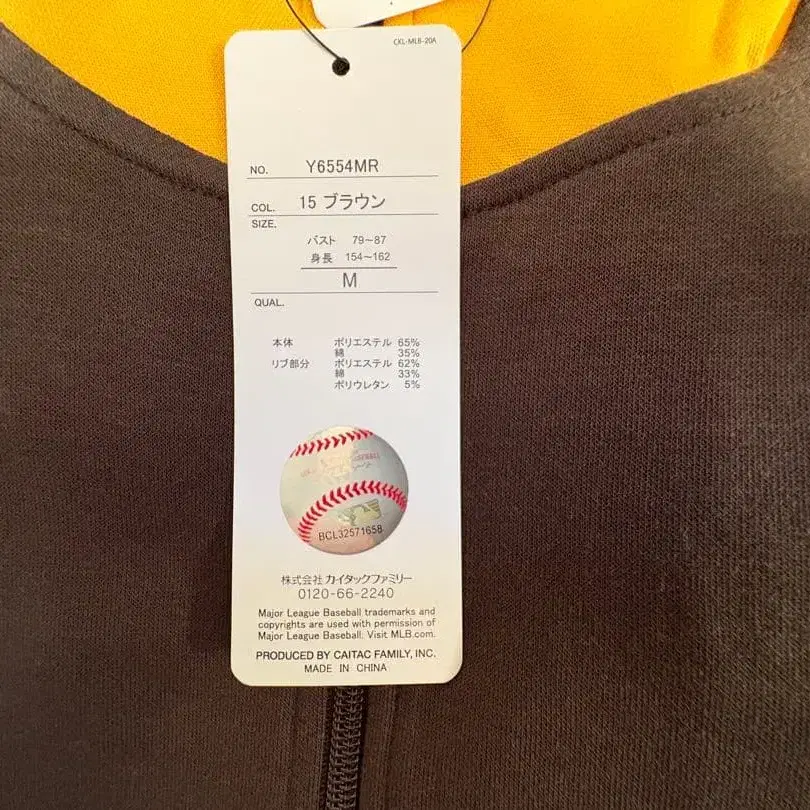 CKL-MLB-20A
NO. Y6554MR
COL. 15 ブラウン
SIZE.
バスト 79~87
身長 154~162
M
QUAL.
本体 ポリエステル 65%
綿 35%
リブ部分 ポリエステル 62%
綿 33%
ポリウレタン 5%
BCL32571658
株式会社カイタックファミリー
0120-66-2240
Major League Baseball trademarks and
copyrights are used with permission of
Major League Baseball. Visit MLB.com.
PRODUCED BY CAITAC FAMILY, INC.
MADE IN CHINA